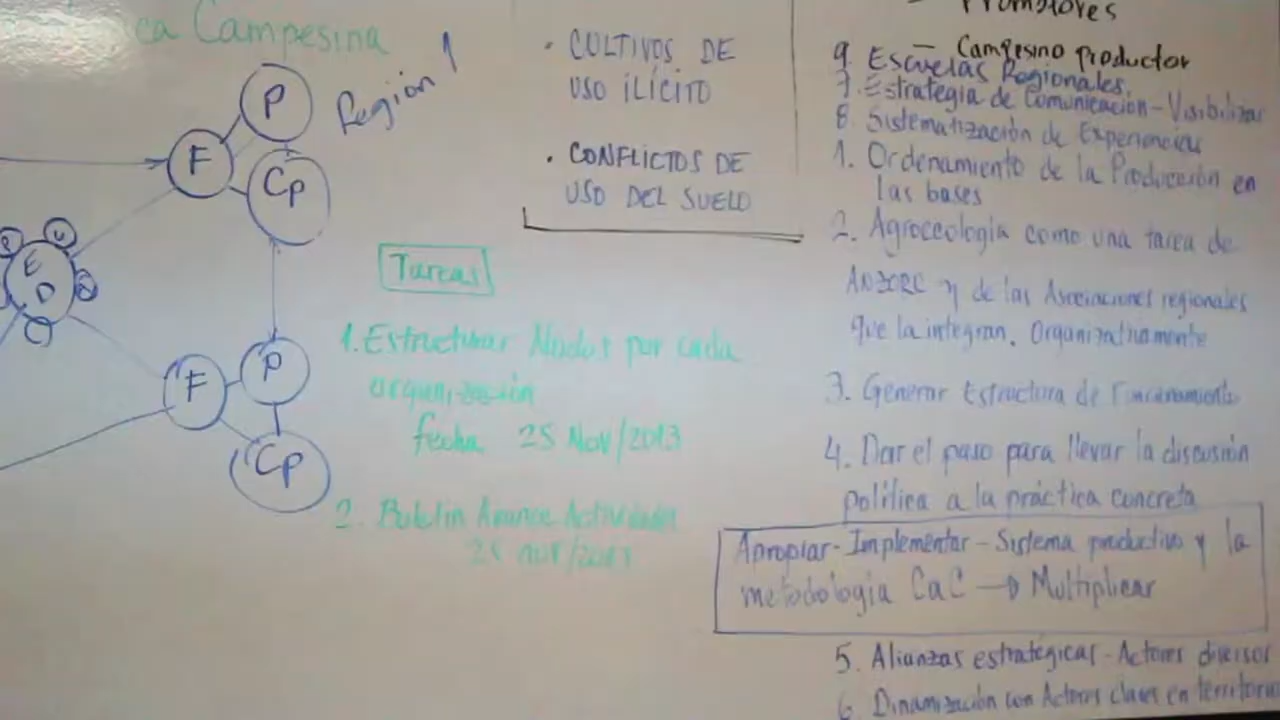 ca Campesina
Región 1
P
F
Cp
E
D
P
F
Cp
• CULTIVOS DE
USO ILÍCITO
• CONFLICTOS DE
USO DEL SUELO
Tareas
1. Estructurar Nodos por cada
organización
fecha 25 Nov/2013
2. Boletin Avance Actividades
Promotores
– Campesino Productor
9. Escuelas Regionales.
7. Estrategia de Comunicación - Visibilizar
8. Sistematización de Experiencias
1. Ordenamiento de la Producción en
las bases
2. Agroecología como una tarea de
ANZORC y de las Asociaciones regionales
que la integran. Organizativamente
3. Generar Estructura de Funcionamiento
4. Dar el paso para llevar la discusión
política a la práctica concreta
Apropiar - Implementar - Sistema productivo y la
metodología CaC → Multiplicar
5. Alianzas estratégicas - Actores diversos
6. Dinamización con Actores claves en territorio